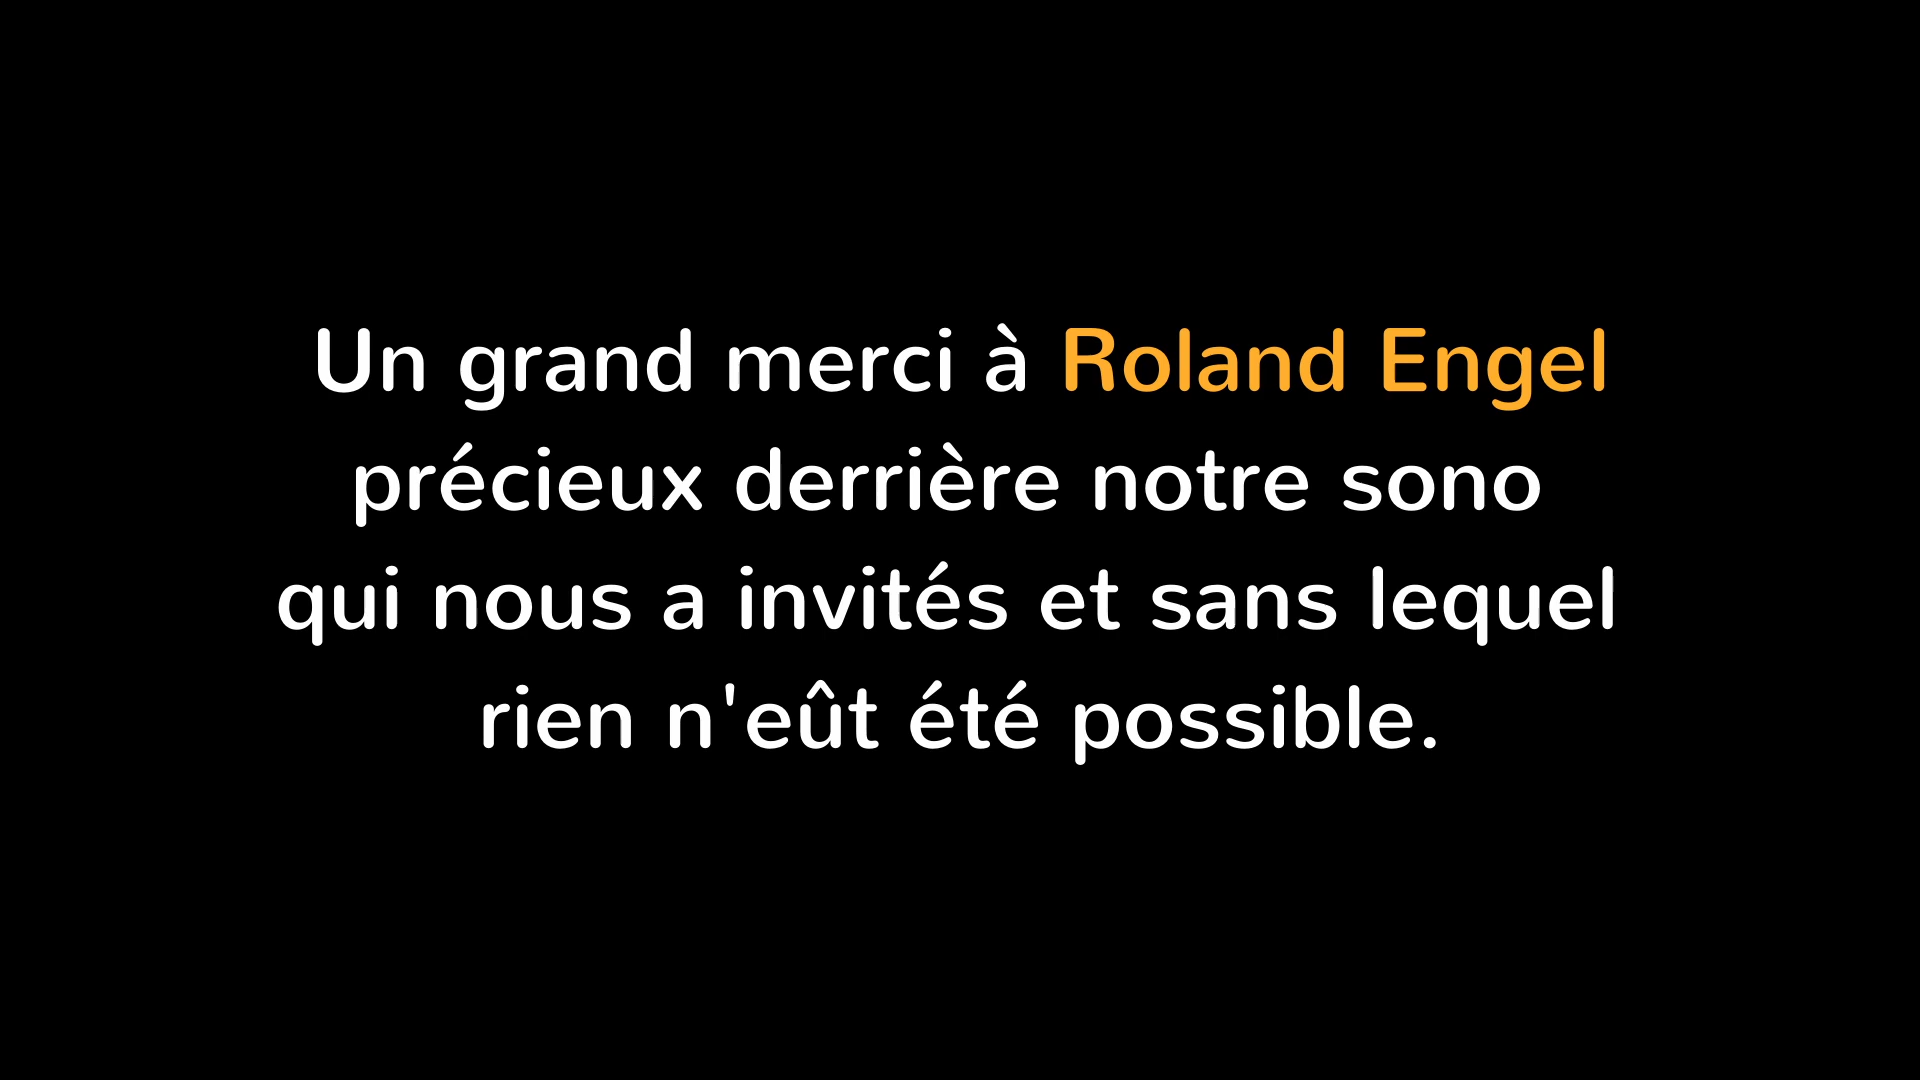 Un grand merci à Roland Engel
précieux derrière notre sono
qui nous a invités et sans lequel
rien n'eût été possible.